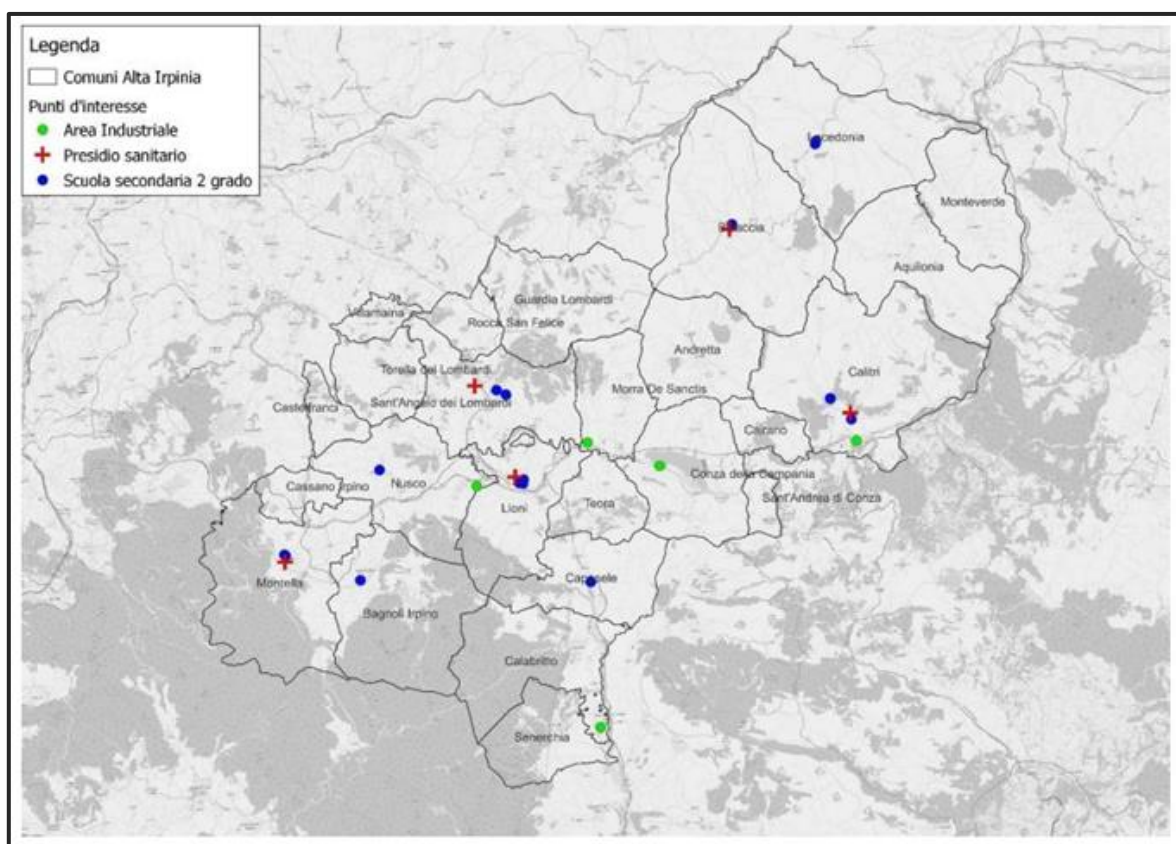 Legenda
Comuni Alta Irpinia
Punti d'interesse
Area Industriale
Presidio sanitario
Scuola secondaria 2 grado
Lacedonia
Monteverde
Bisaccia
Aquilonia
Guardia Lombardi
Villamaina
Rocca San Felice
Andretta
Torella dei Lombardi
Calitri
Morra De Sanctis
Castelfranci
Sant'Angelo dei Lombardi
Cairano
Conza della Campania
Cassano Irpino
Nusco
Sant'Andrea di Conza
Lioni
Teora
Montella
Caposele
Bagnoli Irpino
Calabritto
Senerchia